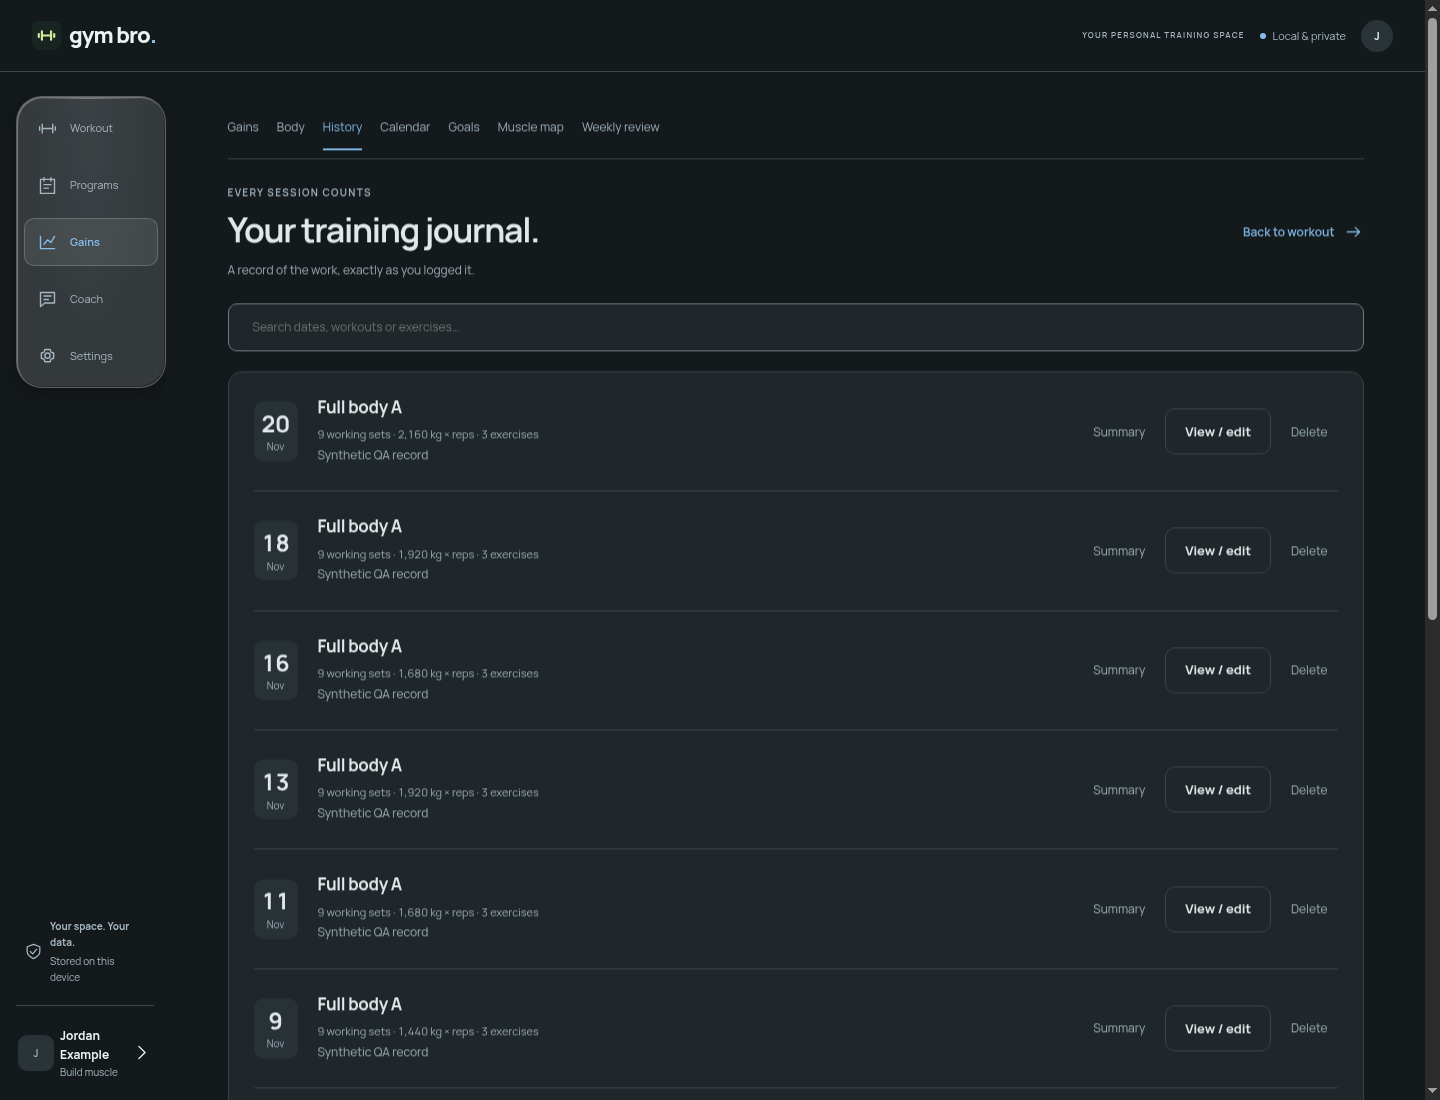 gym bro.
YOUR PERSONAL TRAINING SPACE
Local & private
J
Workout
Programs
Gains
Coach
Settings
Gains
Body
History
Calendar
Goals
Muscle map
Weekly review
EVERY SESSION COUNTS
Your training journal.
Back to workout
A record of the work, exactly as you logged it.
Search dates, workouts or exercises...
20
Nov
Full body A
9 working sets · 2,160 kg × reps · 3 exercises
Synthetic QA record
Summary
View / edit
Delete
18
Nov
Full body A
9 working sets · 1,920 kg × reps · 3 exercises
Synthetic QA record
Summary
View / edit
Delete
16
Nov
Full body A
9 working sets · 1,680 kg × reps · 3 exercises
Synthetic QA record
Summary
View / edit
Delete
13
Nov
Full body A
9 working sets · 1,920 kg × reps · 3 exercises
Synthetic QA record
Summary
View / edit
Delete
11
Nov
Full body A
9 working sets · 1,680 kg × reps · 3 exercises
Synthetic QA record
Summary
View / edit
Delete
9
Nov
Full body A
9 working sets · 1,440 kg × reps · 3 exercises
Synthetic QA record
Summary
View / edit
Delete
Your space. Your
data.
Stored on this
device
J
Jordan
Example
Build muscle